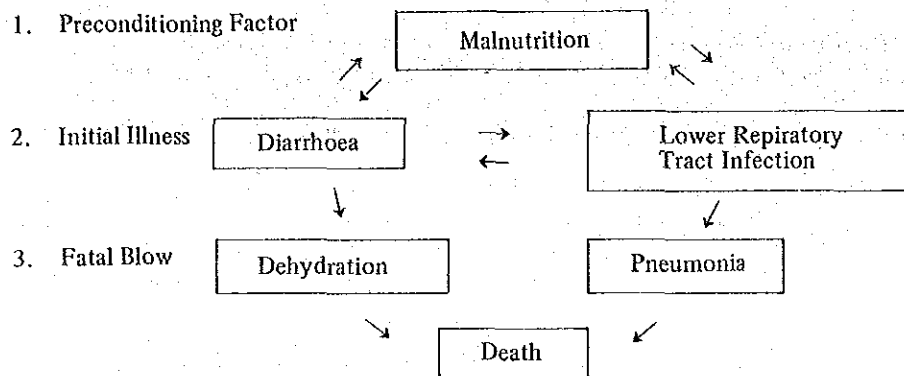 1. Preconditioning Factor
Malnutrition
2. Initial Illness
Diarrhoea
Lower Repiratory
Tract Infection
3. Fatal Blow
Dehydration
Pneumonia
Death